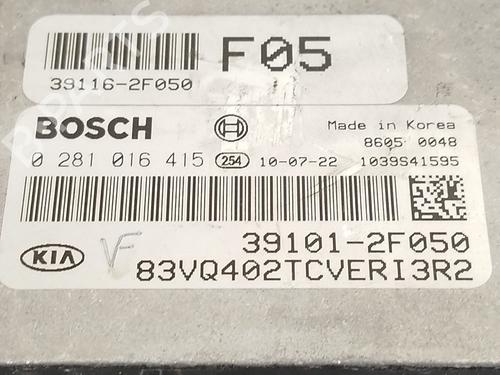 F05
39116-2F050
BOSCH
Made in Korea
8605 0048
0 281 016 415 254 10-07-22 1039S41595
39101-2F050
KIA VF 83VQ402TCVERI3R2